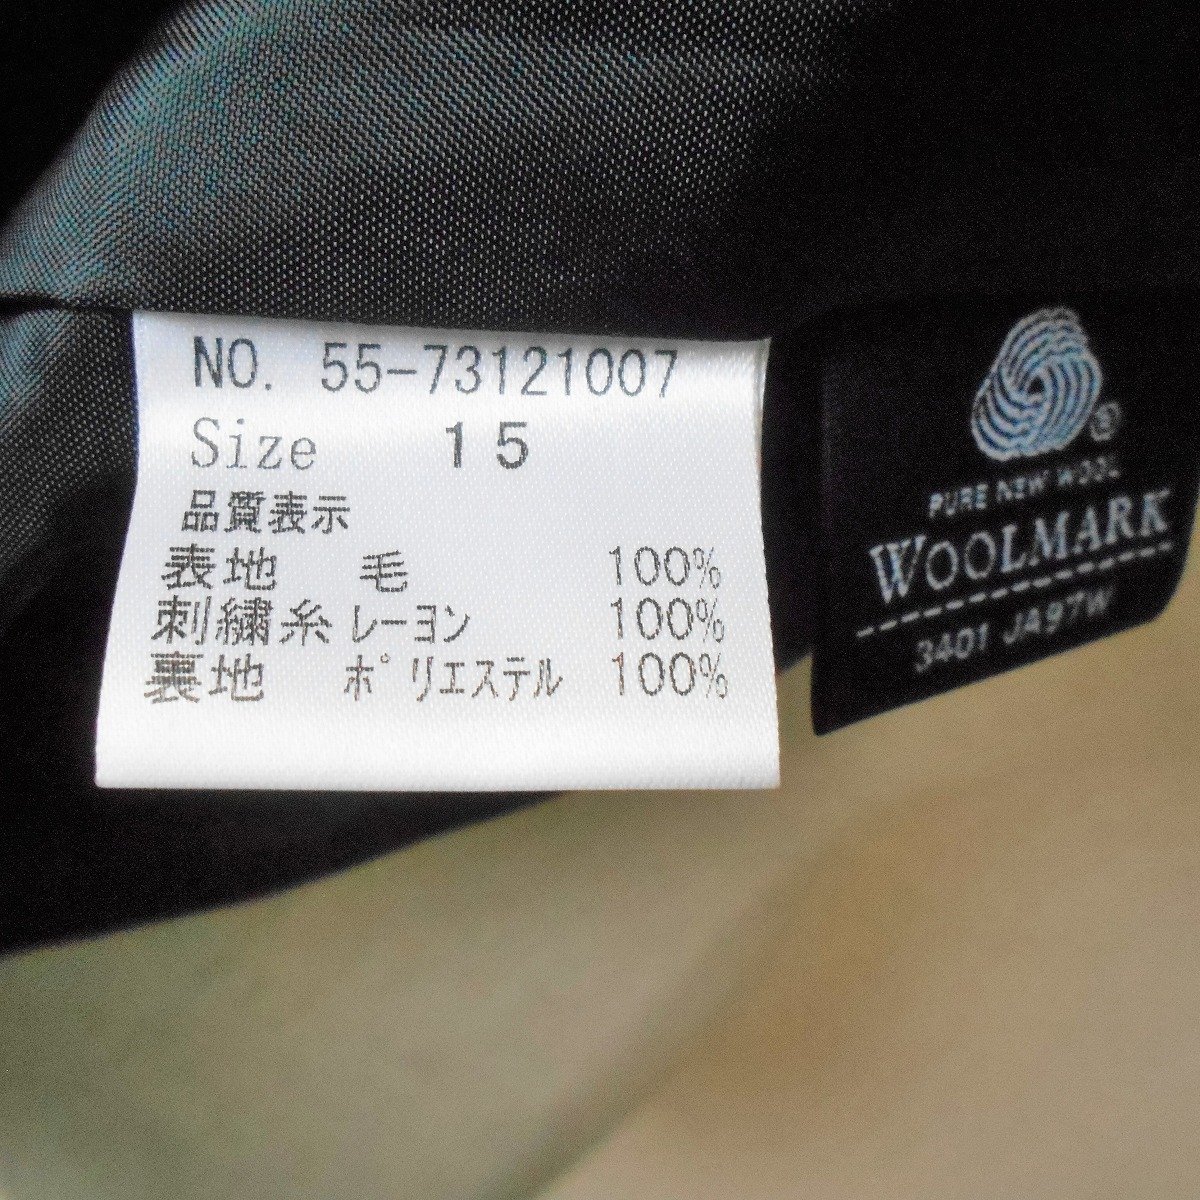 NO. 55-73121007
Size 15
品質表示
表地 毛 100%
刺繍糸 レーヨン 100%
裏地 ポリエステル 100%
®
PURE NEW WOOL
WOOLMARK
3401 JA97W